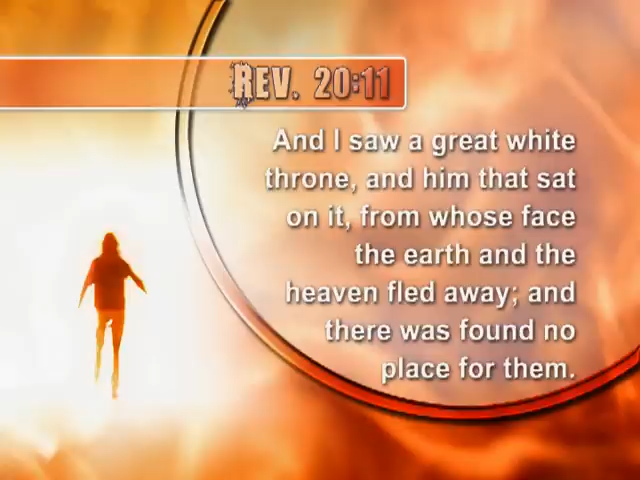 REV. 20:11
And I saw a great white
throne, and him that sat
on it, from whose face
the earth and the
heaven fled away; and
there was found no
place for them.